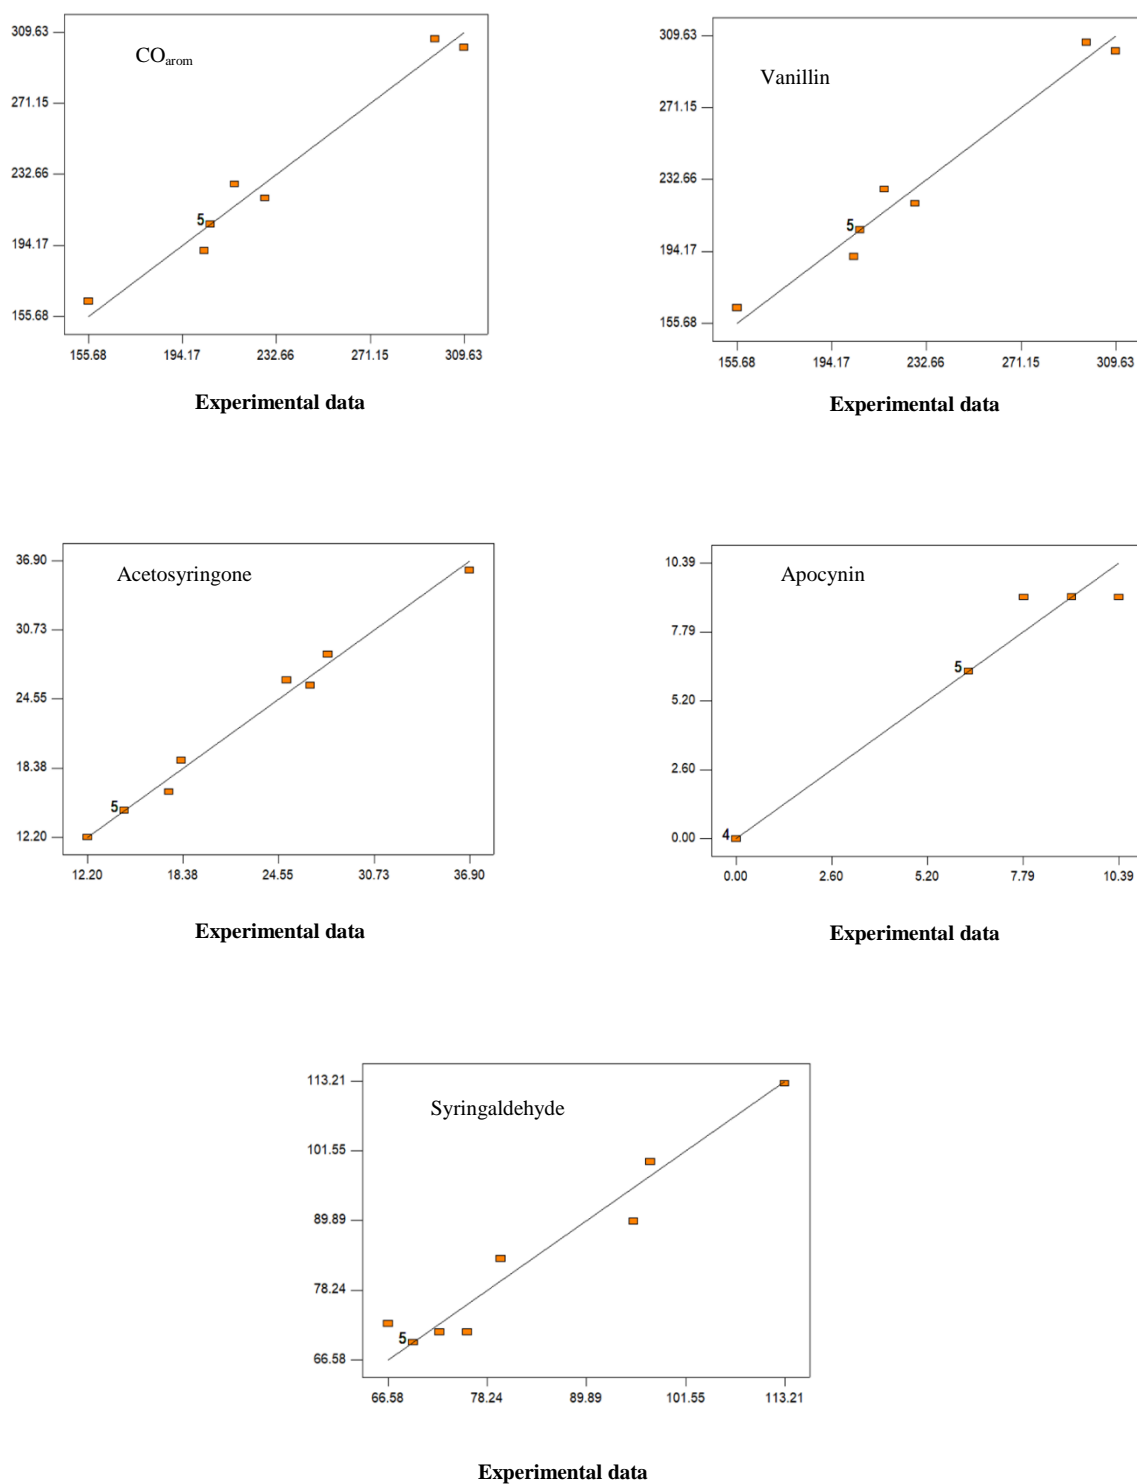 309.63
271.15
232.66
194.17
155.68
COarom
5
155.68 194.17 232.66 271.15 309.63
Experimental data
309.63
271.15
232.66
194.17
155.68
Vanillin
5
155.68 194.17 232.66 271.15 309.63
Experimental data
36.90
30.73
24.55
18.38
12.20
Acetosyringone
5
12.20 18.38 24.55 30.73 36.90
Experimental data
10.39
7.79
5.20
2.60
0.00
Apocynin
5
4
0.00 2.60 5.20 7.79 10.39
Experimental data
113.21
101.55
89.89
78.24
66.58
Syringaldehyde
5
66.58 78.24 89.89 101.55 113.21
Experimental data